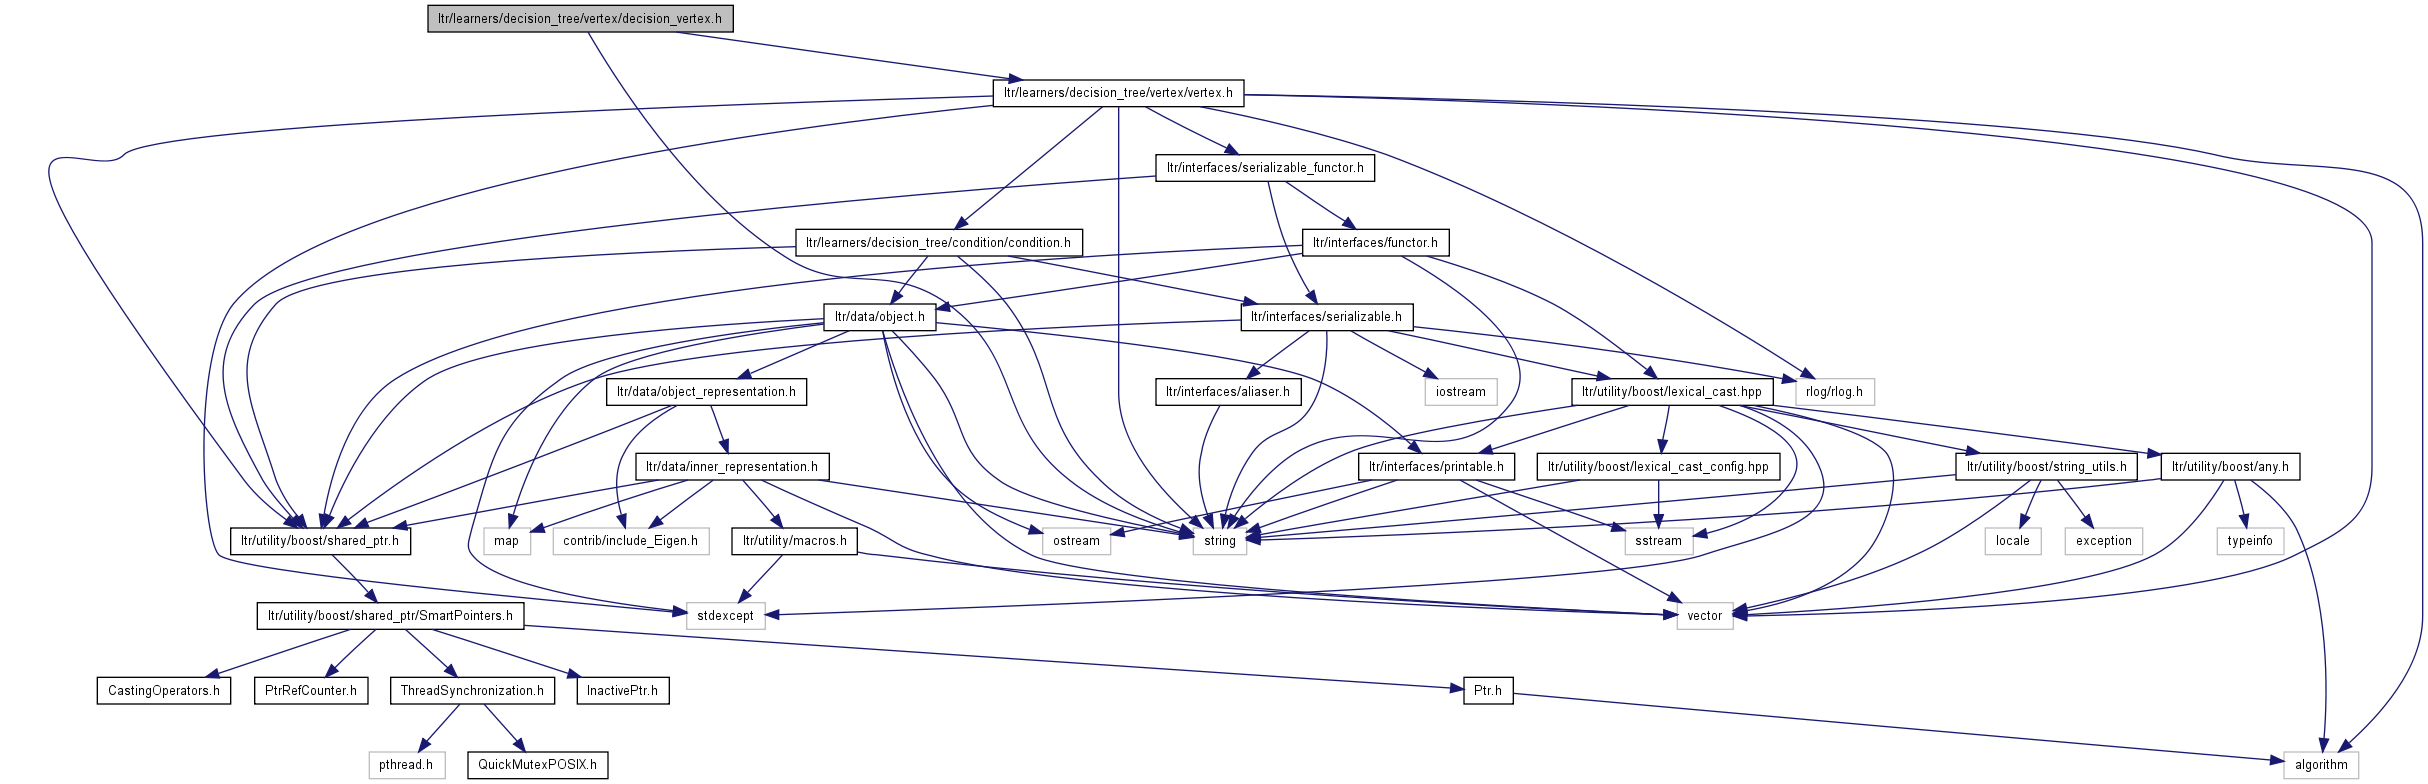 ltr/learners/decision_tree/vertex/decision_vertex.h
ltr/learners/decision_tree/vertex/vertex.h
ltr/interfaces/serializable_functor.h
ltr/learners/decision_tree/condition/condition.h
ltr/interfaces/functor.h
ltr/data/object.h
ltr/interfaces/serializable.h
ltr/data/object_representation.h
ltr/interfaces/aliaser.h
iostream
ltr/utility/boost/lexical_cast.hpp
rlog/rlog.h
ltr/data/inner_representation.h
ltr/interfaces/printable.h
ltr/utility/boost/lexical_cast_config.hpp
ltr/utility/boost/string_utils.h
ltr/utility/boost/any.h
ltr/utility/boost/shared_ptr.h
map
contrib/include_Eigen.h
ltr/utility/macros.h
ostream
string
sstream
locale
exception
typeinfo
ltr/utility/boost/shared_ptr/SmartPointers.h
stdexcept
vector
CastingOperators.h
PtrRefCounter.h
ThreadSynchronization.h
InactivePtr.h
Ptr.h
pthread.h
QuickMutexPOSIX.h
algorithm